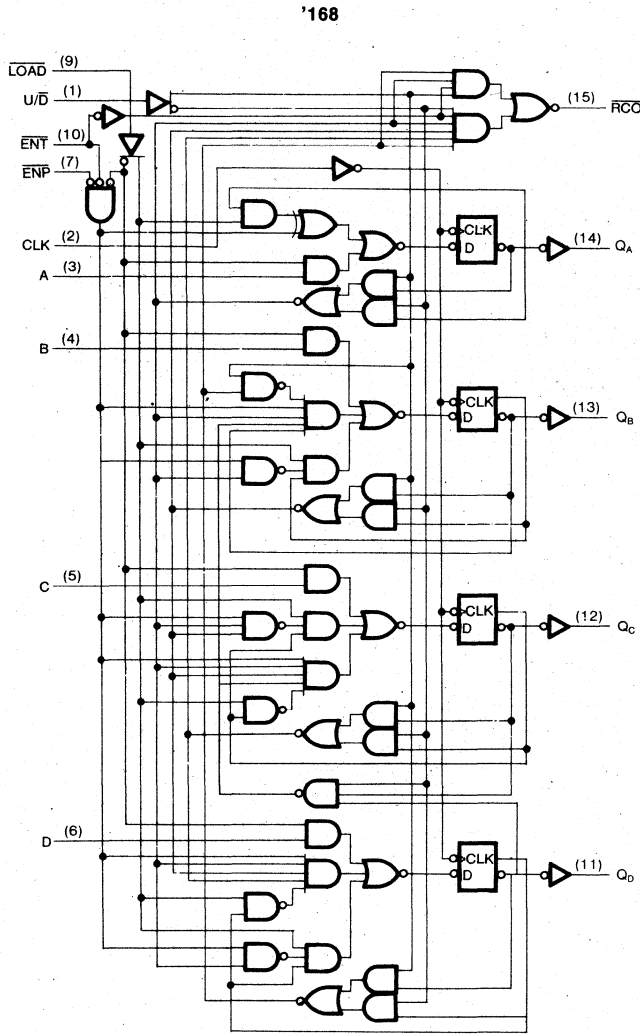 '168
LOAD (9)
U/D (1)
ENT (10)
ENP (7)
CLK (2)
A (3)
B (4)
C (5)
D (6)
(15) RCO
CLK
D
(14) QA
CLK
D
(13) QB
CLK
D
(12) QC
CLK
D
(11) QD